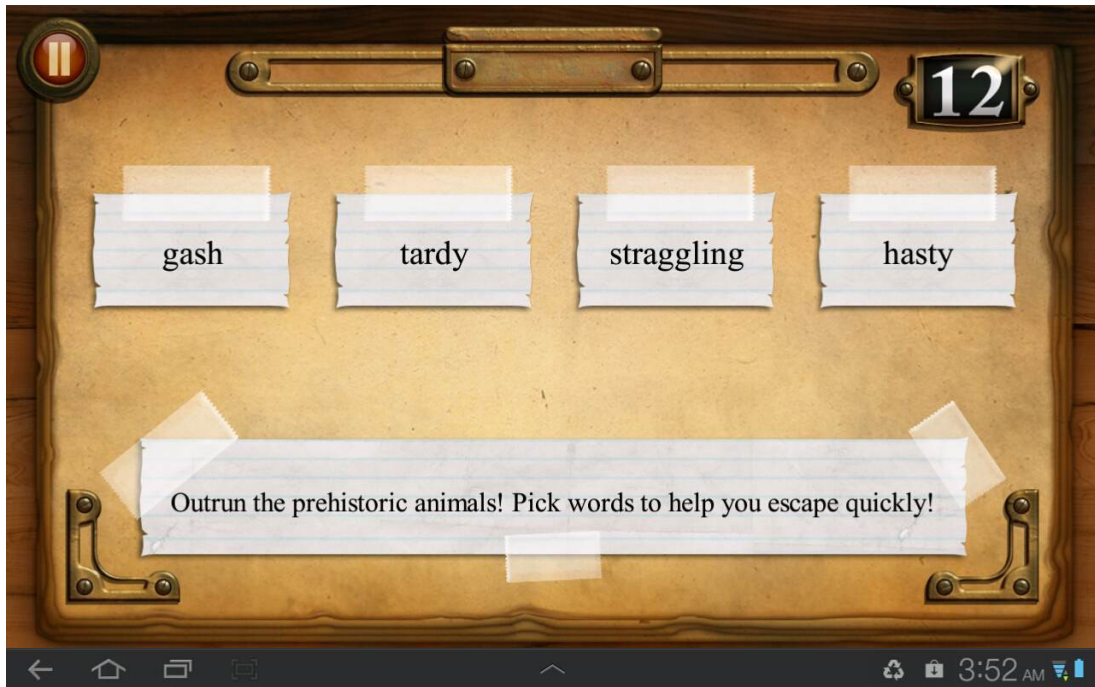 12
gash
tardy
straggling
hasty
Outrun the prehistoric animals! Pick words to help you escape quickly!
3:52 AM